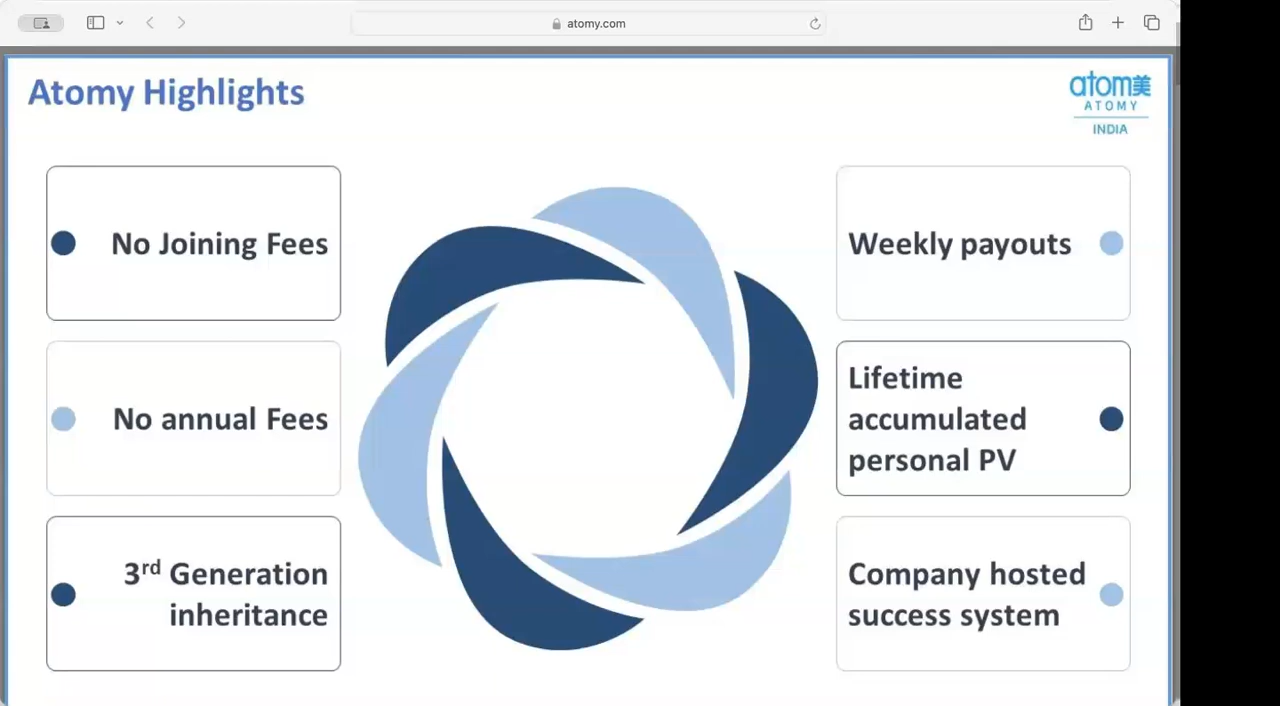 atomy.com
Atomy Highlights
atom美
ATOMY
INDIA
No Joining Fees
No annual Fees
3rd Generation
inheritance
Weekly payouts
Lifetime
accumulated
personal PV
Company hosted
success system